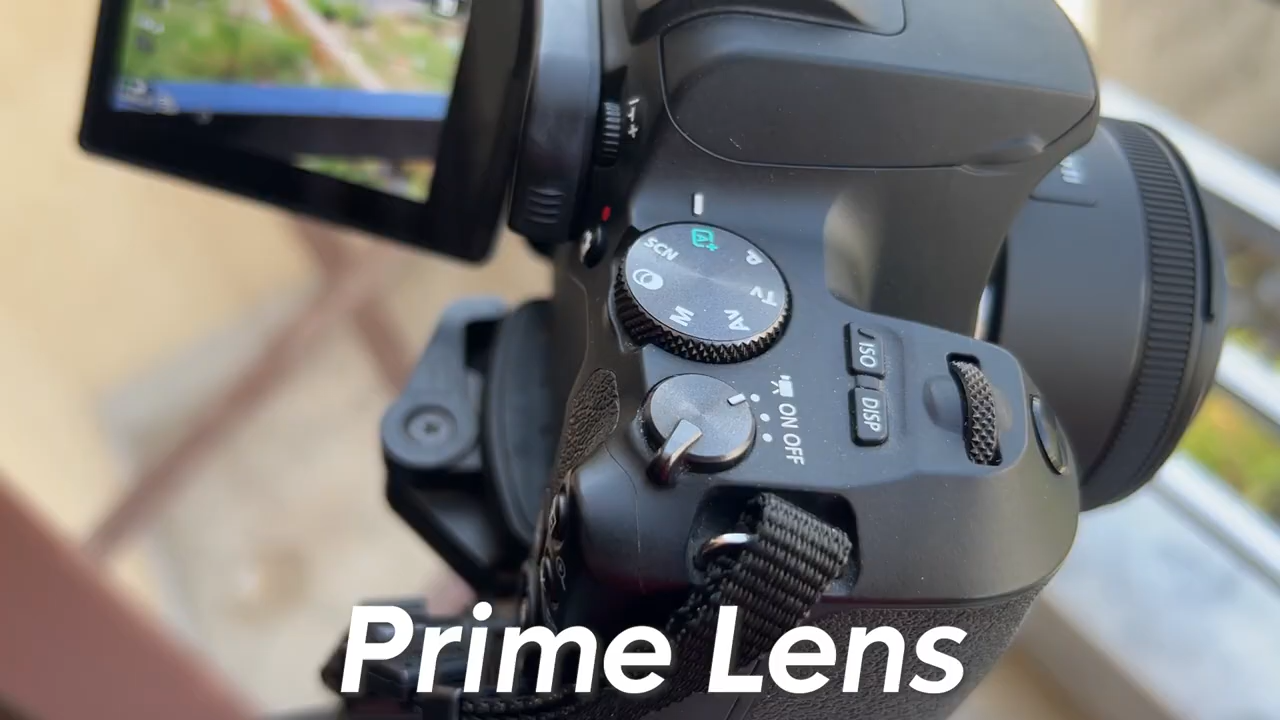 SCN
A+
P
Tv
Av
M
ISO
DISP
ON OFF
Prime Lens